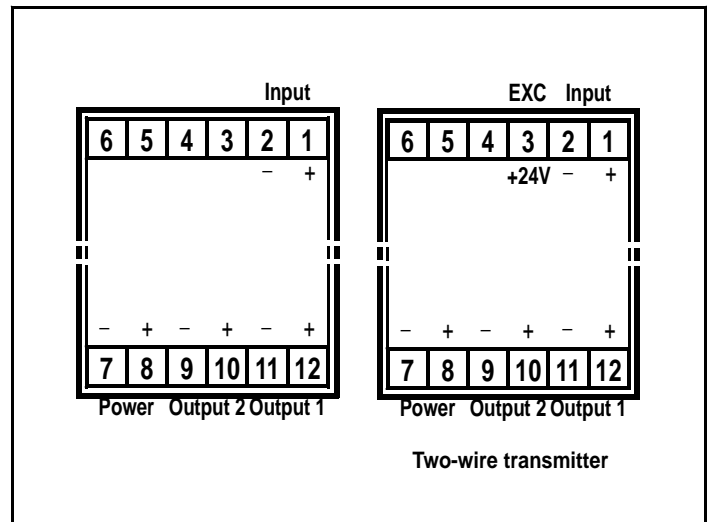 Input
6 5 4 3 2 1
− +
− + − + − +
7 8 9 10 11 12
Power Output 2 Output 1
EXC Input
6 5 4 3 2 1
+24V − +
− + − + − +
7 8 9 10 11 12
Power Output 2 Output 1
Two-wire transmitter